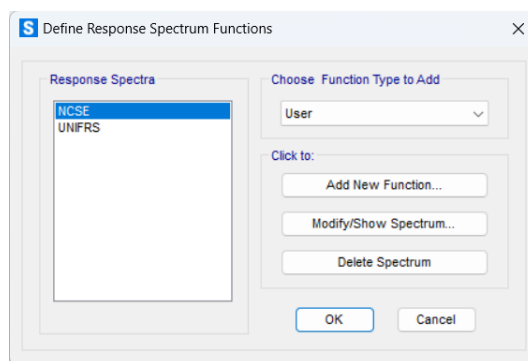 S Define Response Spectrum Functions
Response Spectra
NCSE
UNIFRS
Choose Function Type to Add
User
Click to:
Add New Function...
Modify/Show Spectrum...
Delete Spectrum
OK
Cancel